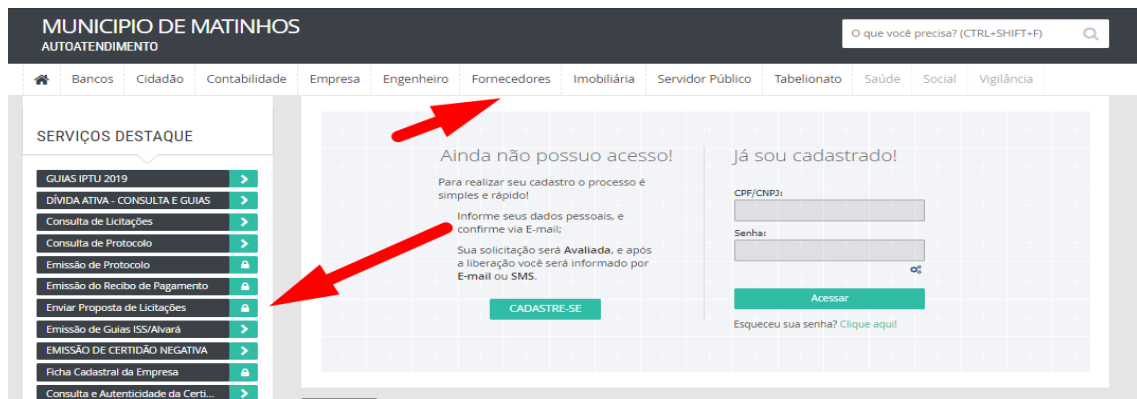 MUNICIPIO DE MATINHOS
AUTOATENDIMENTO
O que você precisa? (CTRL+SHIFT+F)
Bancos Cidadão Contabilidade Empresa Engenheiro Fornecedores Imobiliária Servidor Público Tabelionato Saúde Social Vigilância
SERVIÇOS DESTAQUE
GUIAS IPTU 2019
DÍVIDA ATIVA - CONSULTA E GUIAS
Consulta de Licitações
Consulta de Protocolo
Emissão de Protocolo
Emissão do Recibo de Pagamento
Enviar Proposta de Licitações
Emissão de Guias ISS/Alvará
EMISSÃO DE CERTIDÃO NEGATIVA
Ficha Cadastral da Empresa
Consulta e Autenticidade da Certi...
Ainda não possuo acesso!
Para realizar seu cadastro o processo é
simples e rápido!
Informe seus dados pessoais, e
confirme via E-mail;
Sua solicitação será Avaliada, e após
a liberação você será informado por
E-mail ou SMS.
CADASTRE-SE
Já sou cadastrado!
CPF/CNPJ:
Senha:
Acessar
Esqueceu sua senha? Clique aqui!